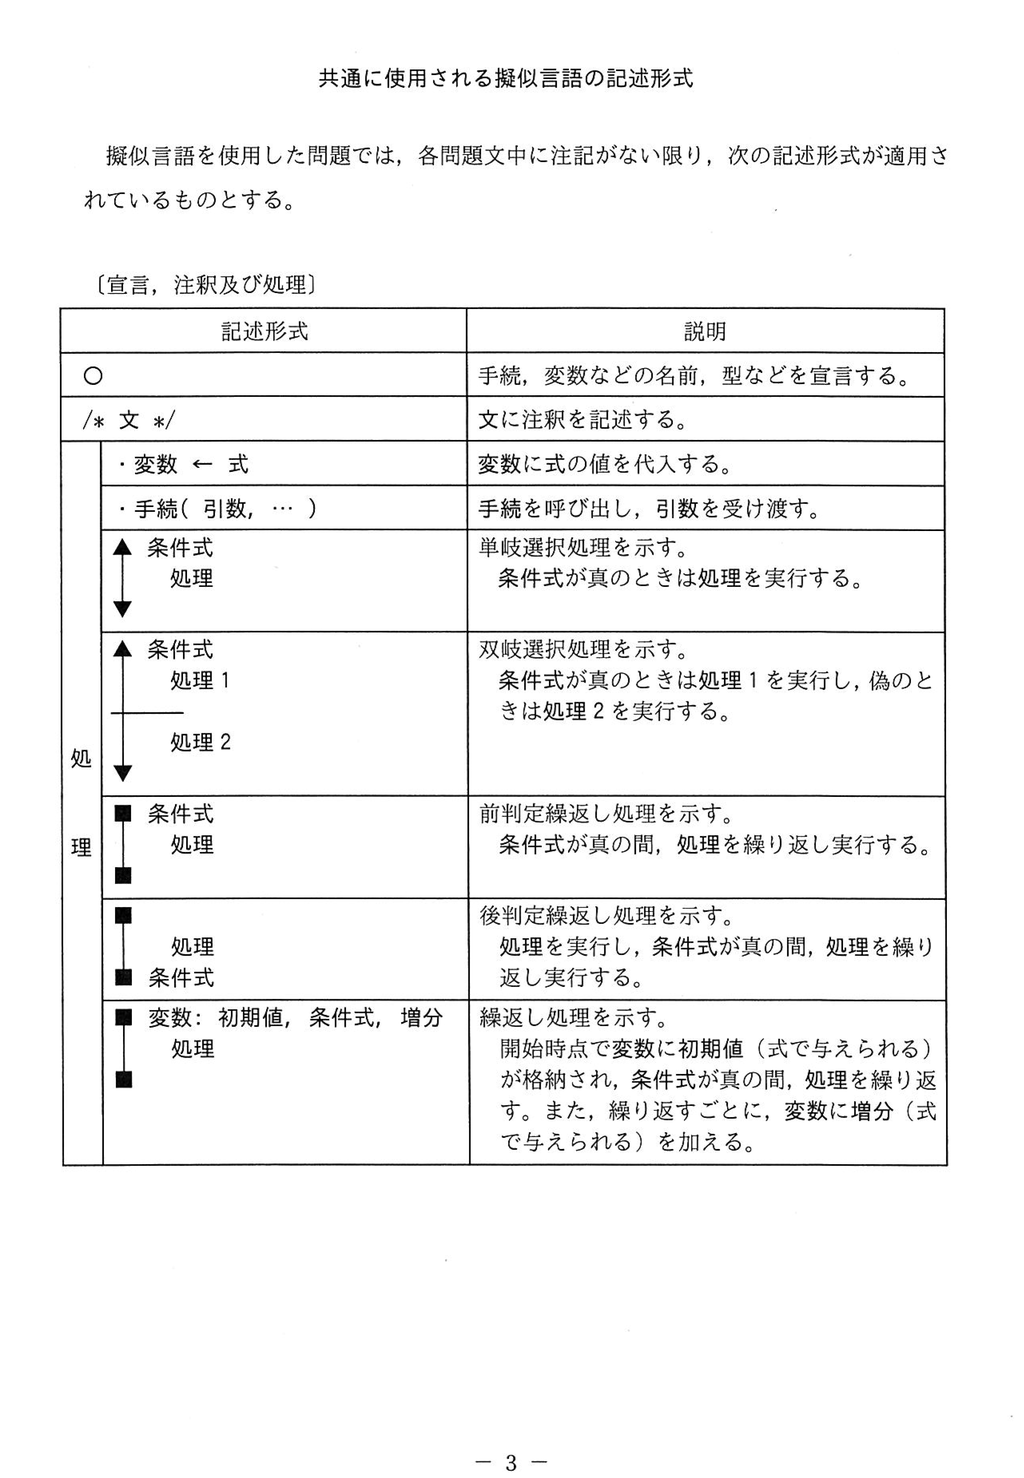 共通に使用される擬似言語の記述形式
擬似言語を使用した問題では，各問題文中に注記がない限り，次の記述形式が適用さ
れているものとする。
〔宣言，注釈及び処理〕
記述形式
説明
○
手続，変数などの名前，型などを宣言する。
/* 文 */
文に注釈を記述する。
処理
・変数 ← 式
変数に式の値を代入する。
・手続( 引数, … )
手続を呼び出し，引数を受け渡す。
▲ 条件式
処理
▼
単岐選択処理を示す。
条件式が真のときは処理を実行する。
▲ 条件式
処理1
処理2
▼
双岐選択処理を示す。
条件式が真のときは処理1を実行し，偽のと
きは処理2を実行する。
■ 条件式
処理
■
前判定繰返し処理を示す。
条件式が真の間，処理を繰り返し実行する。
■
処理
■ 条件式
後判定繰返し処理を示す。
処理を実行し，条件式が真の間，処理を繰り
返し実行する。
■ 変数: 初期値, 条件式, 増分
処理
■
繰返し処理を示す。
開始時点で変数に初期値（式で与えられる）
が格納され，条件式が真の間，処理を繰り返
す。また，繰り返すごとに，変数に増分（式
で与えられる）を加える。
― 3 ―